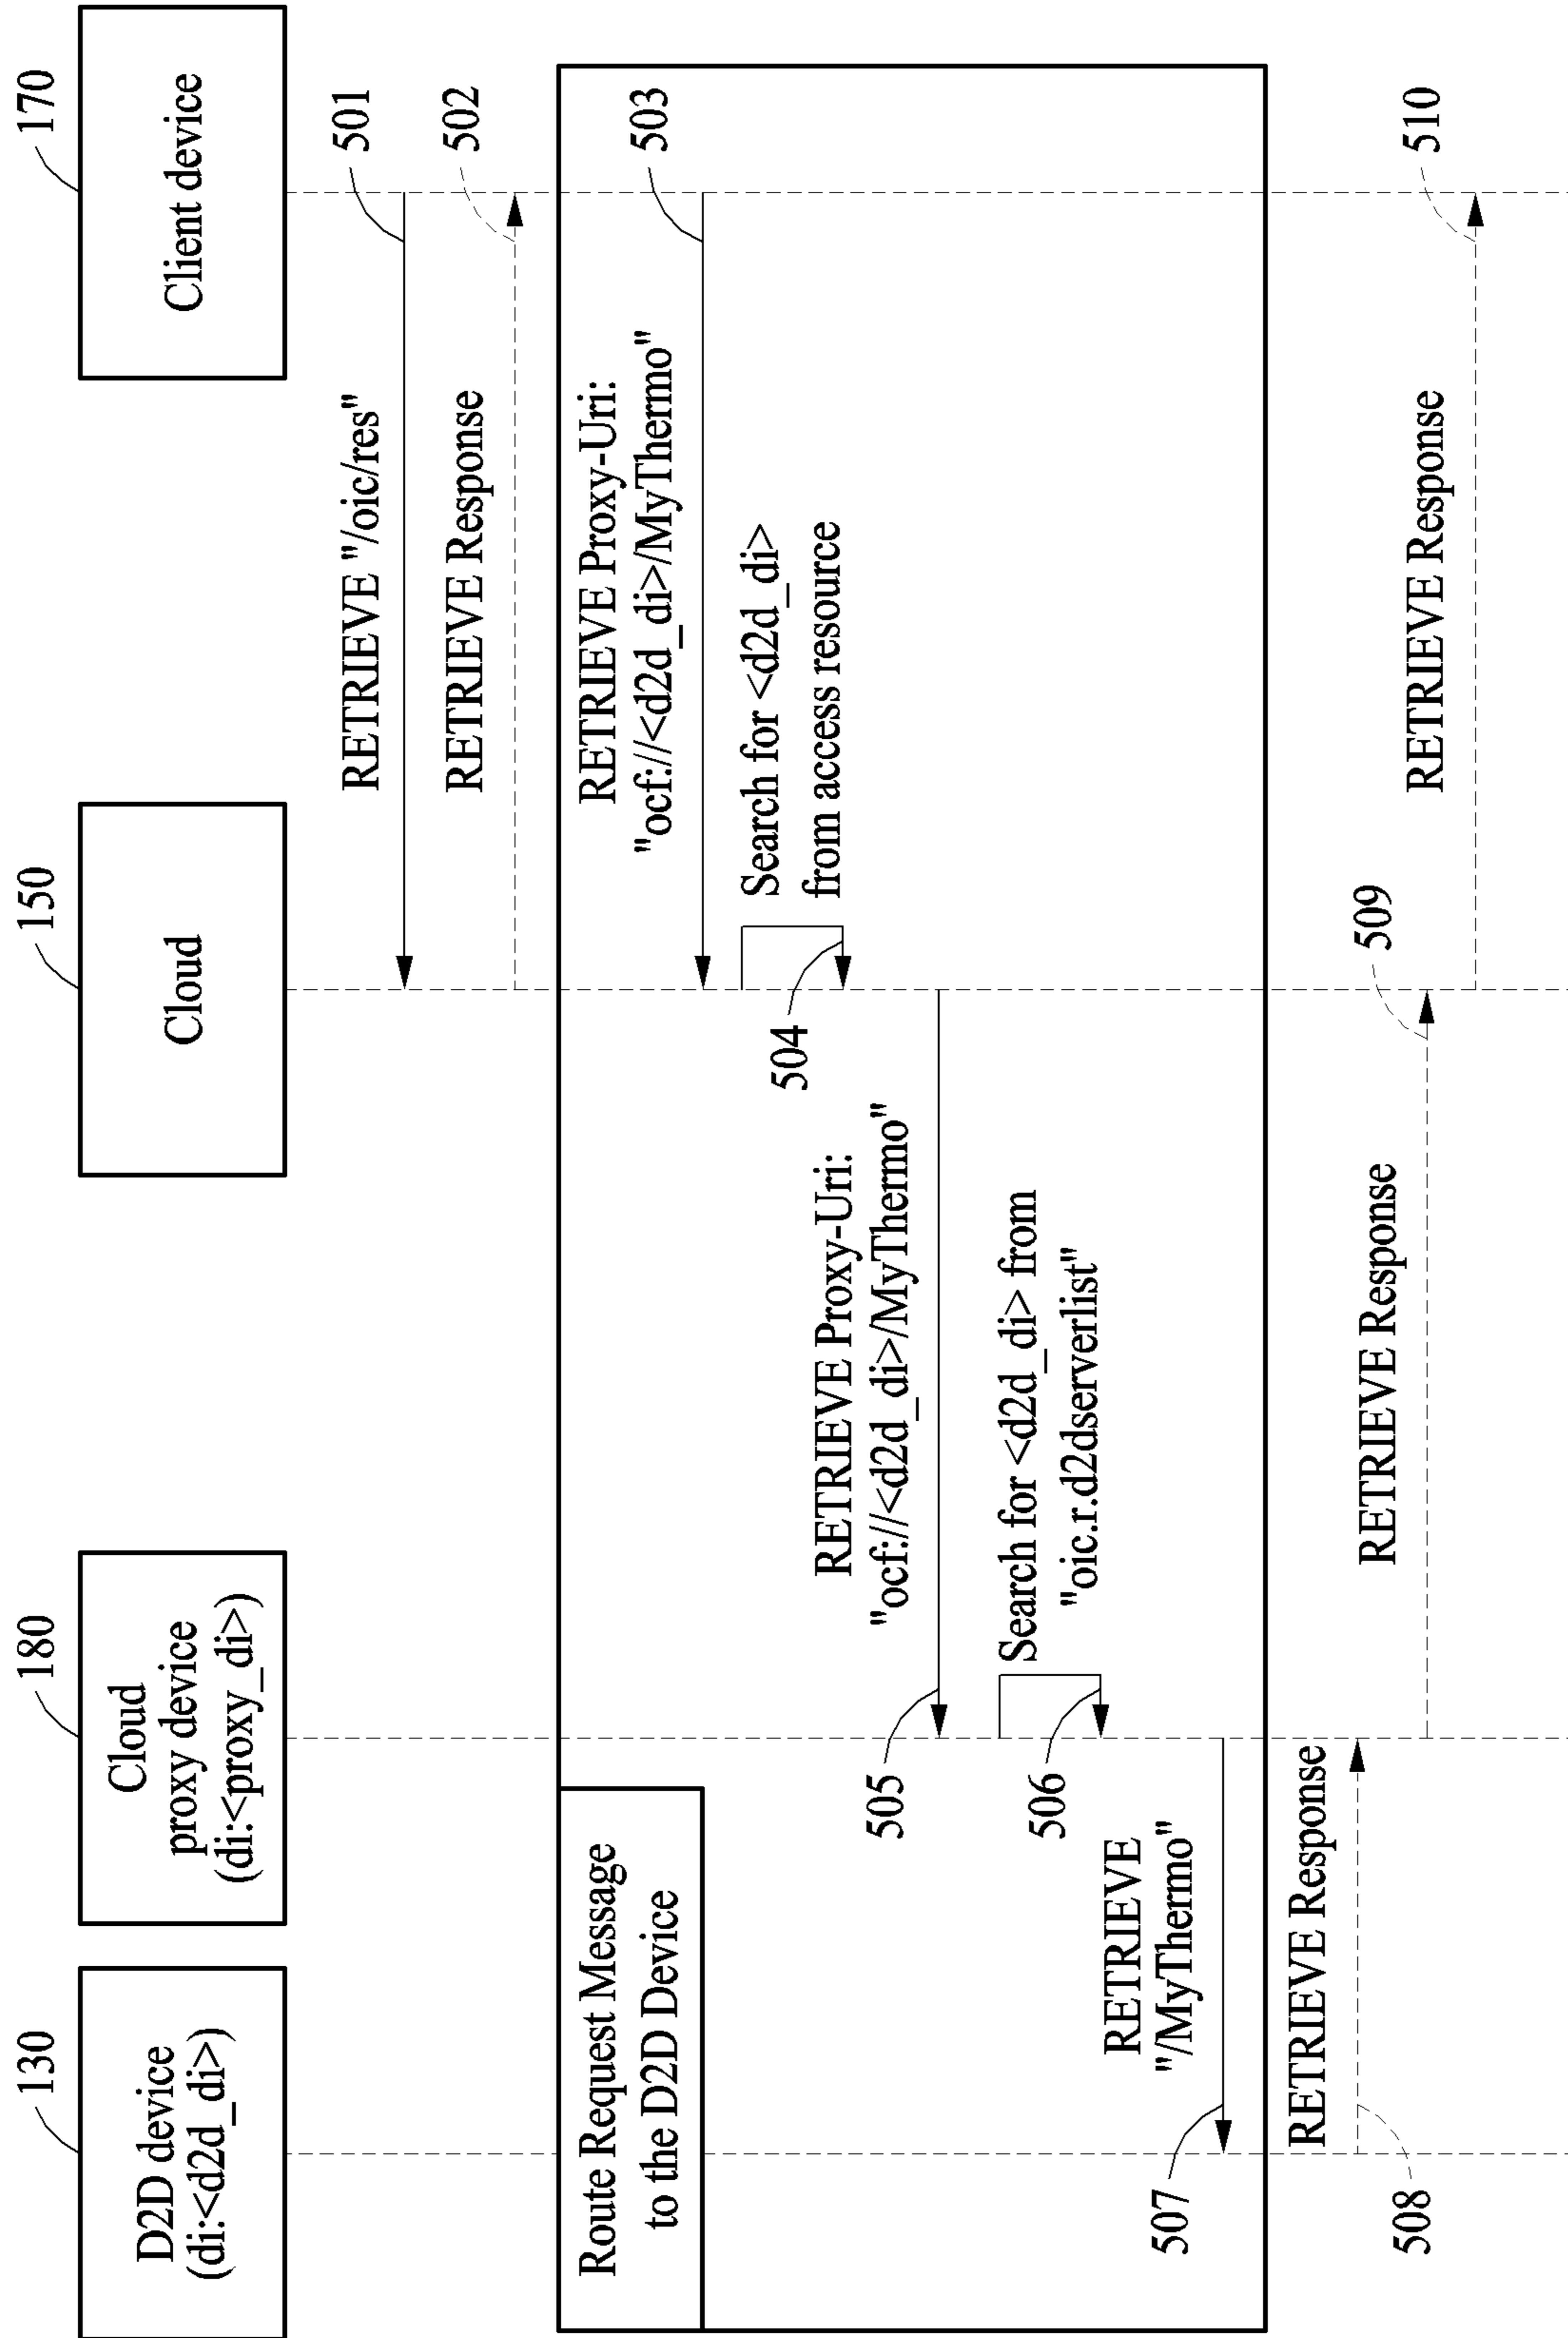 130
180
150
170
D2D device
(di:<d2d_di>)
Cloud
proxy device
(di:<proxy_di>)
Cloud
Client device
RETRIEVE "/oic/res"
501
RETRIEVE Response
502
Route Request Message
to the D2D Device
RETRIEVE Proxy-Uri:
"ocf://<d2d_di>/MyThermo"
503
Search for <d2d_di>
from access resource
504
RETRIEVE Proxy-Uri:
"ocf://<d2d_di>/MyThermo"
505
Search for <d2d_di> from
"oic.r.d2dserverlist"
506
RETRIEVE
"/MyThermo"
507
RETRIEVE Response
508
RETRIEVE Response
509
RETRIEVE Response
510